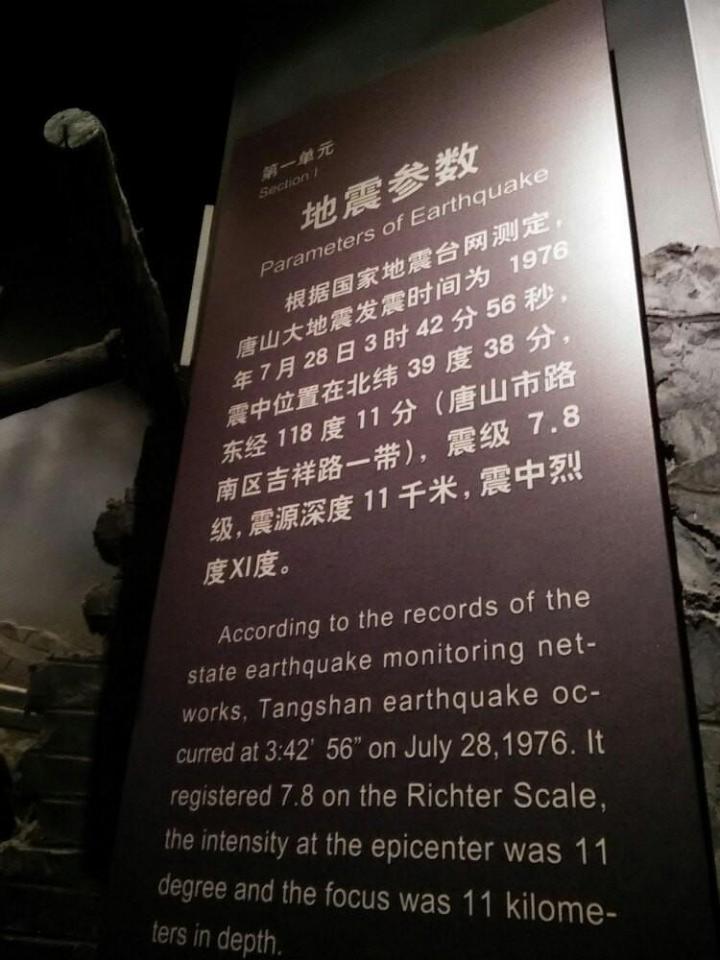 第一单元
Section I
地震参数
Parameters of Earthquake
根据国家地震台网测定，
唐山大地震发震时间为 1976
年 7 月 28 日 3 时 42 分 56 秒，
震中位置在北纬 39 度 38 分，
东经 118 度 11 分（唐山市路
南区吉祥路一带），震级 7.8
级，震源深度 11 千米，震中烈
度XI度。
According to the records of the
state earthquake monitoring net-
works, Tangshan earthquake oc-
curred at 3:42' 56” on July 28,1976. It
registered 7.8 on the Richter Scale,
the intensity at the epicenter was 11
degree and the focus was 11 kilome-
ters in depth.